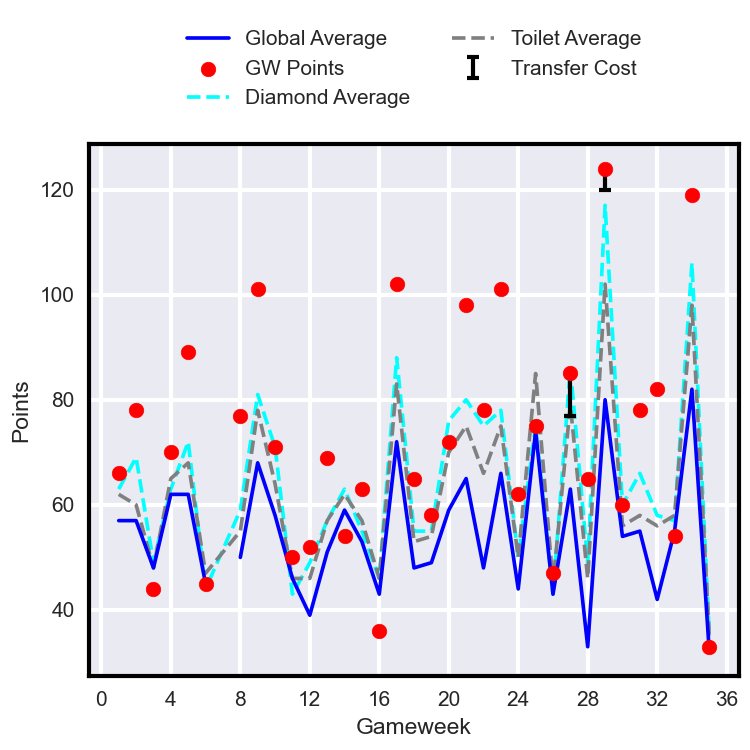 Global Average
GW Points
Diamond Average
Toilet Average
Transfer Cost
120
100
80
60
40
Points
0 4 8 12 16 20 24 28 32 36
Gameweek